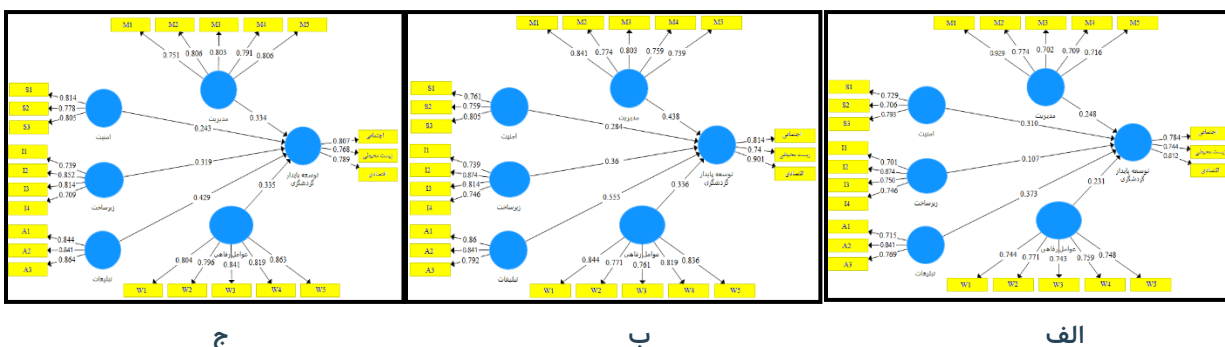 M1 M2 M3 M4 M5
0.751 0.806 0.803 0.791 0.806
S1
S2
S3
0.814
0.778
0.805
امنیت
مدیریت
0.334
0.243
I1
I2
I3
I4
0.739
0.852
0.814
0.709
زیرساخت
0.319
0.807
0.768
0.789
اجتماعی
زیست محیطی
اقتصادی
توسعه پایدار
گردشگری
0.429
0.335
A1
A2
A3
0.844
0.841
0.864
تبلیغات
عوامل رفاهی
0.804 0.796 0.841 0.819 0.863
W1 W2 W3 W4 W5
ج
M1 M2 M3 M4 M5
0.841 0.774 0.803 0.759 0.739
S1
S2
S3
0.761
0.759
0.805
امنیت
مدیریت
0.438
0.284
I1
I2
I3
I4
0.739
0.874
0.814
0.746
زیرساخت
0.36
0.814
0.74
0.901
اجتماعی
زیست محیطی
اقتصادی
توسعه پایدار
گردشگری
0.555
0.336
A1
A2
A3
0.86
0.841
0.792
تبلیغات
عوامل رفاهی
0.844 0.771 0.761 0.819 0.836
W1 W2 W3 W4 W5
ب
M1 M2 M3 M4 M5
0.929 0.774 0.702 0.709 0.716
S1
S2
S3
0.729
0.706
0.793
امنیت
مدیریت
0.248
0.310
I1
I2
I3
I4
0.701
0.874
0.750
0.746
زیرساخت
0.107
0.784
0.744
0.812
اجتماعی
زیست محیطی
اقتصادی
توسعه پایدار
گردشگری
0.373
0.231
A1
A2
A3
0.715
0.841
0.769
تبلیغات
عوامل رفاهی
0.744 0.771 0.743 0.759 0.748
W1 W2 W3 W4 W5
الف